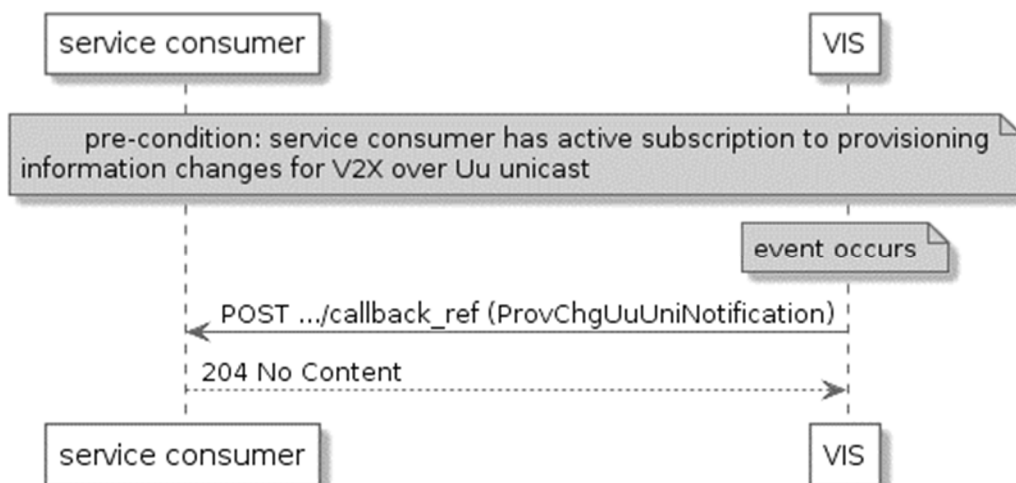 service consumer
VIS
pre-condition: service consumer has active subscription to provisioning
information changes for V2X over Uu unicast
event occurs
POST .../callback_ref (ProvChgUuUniNotification)
204 No Content
service consumer
VIS